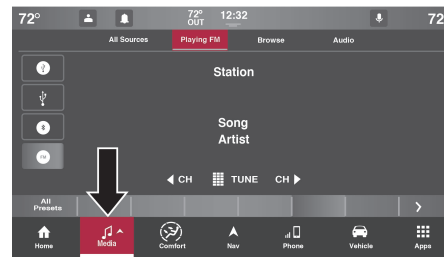 72°
72°
OUT
12:32
72
All Sources
Playing FM
Browse
Audio
Station
FM
Song
Artist
CH
TUNE
CH
All
Presets
Home
Media
Comfort
Nav
Phone
Vehicle
Apps